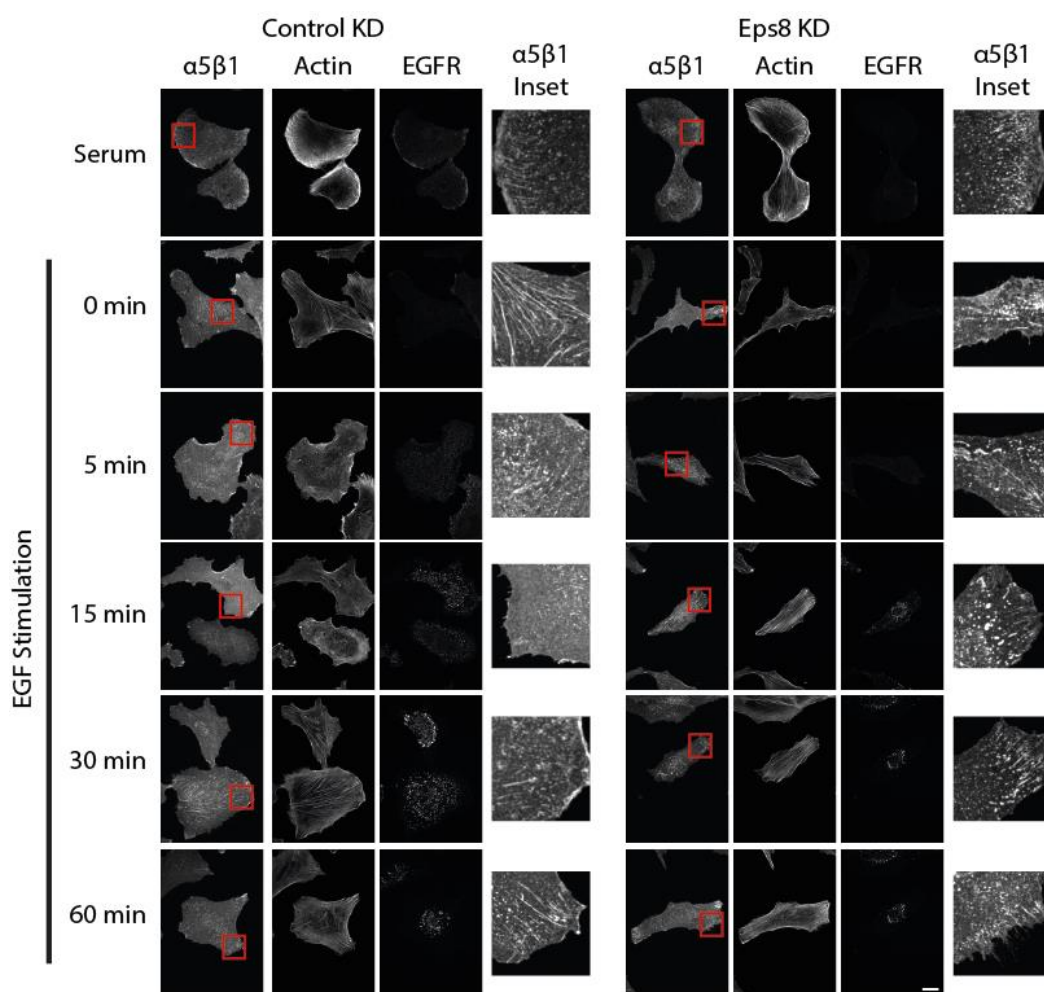 Control KD
Eps8 KD
α5β1 Actin EGFR α5β1 Inset
α5β1 Actin EGFR α5β1 Inset
Serum
0 min
5 min
15 min
30 min
60 min
EGF Stimulation